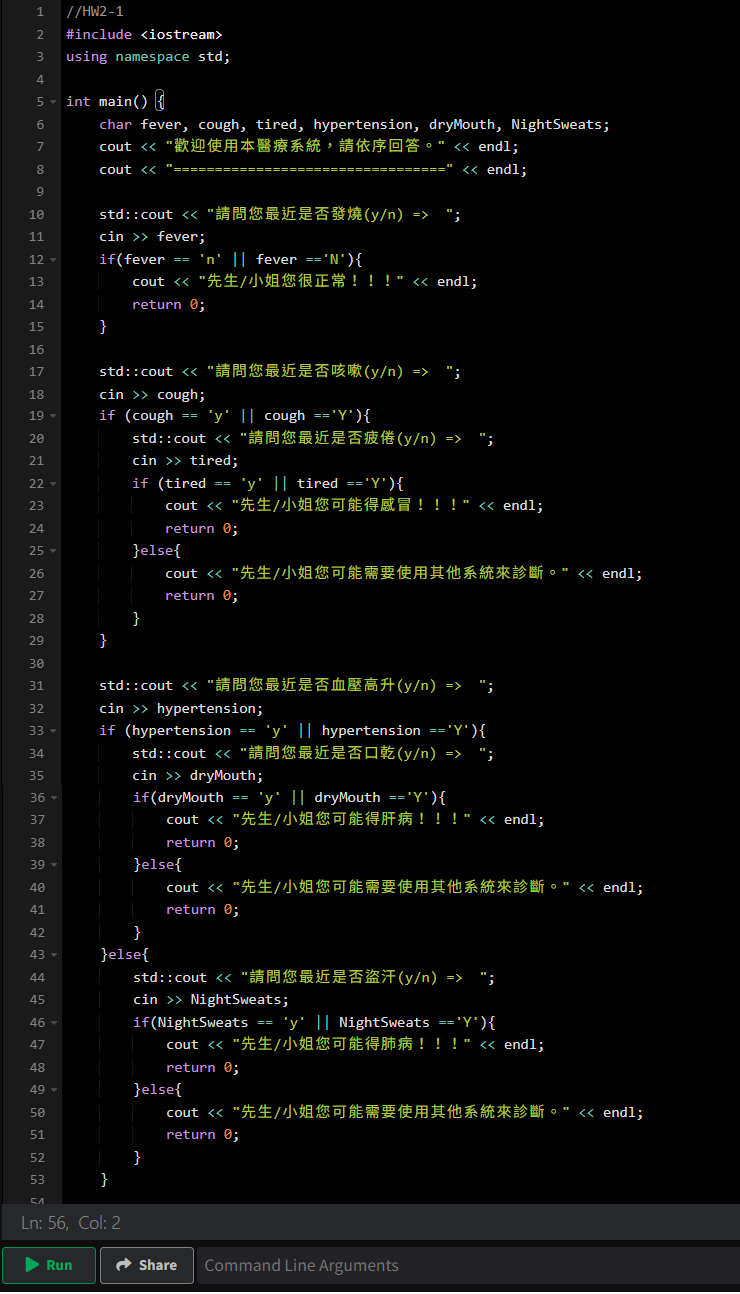 1 //HW2-1
2 #include <iostream>
3 using namespace std;
4
5 int main() {
6     char fever, cough, tired, hypertension, dryMouth, NightSweats;
7     cout << "歡迎使用本醫療系統，請依序回答。" << endl;
8     cout << "=================================" << endl;
9
10     std::cout << "請問您最近是否發燒(y/n) =>  ";
11     cin >> fever;
12     if(fever == 'n' || fever =='N'){
13         cout << "先生/小姐您很正常！！！" << endl;
14         return 0;
15     }
16
17     std::cout << "請問您最近是否咳嗽(y/n) =>  ";
18     cin >> cough;
19     if (cough == 'y' || cough =='Y'){
20         std::cout << "請問您最近是否疲倦(y/n) =>  ";
21         cin >> tired;
22         if (tired == 'y' || tired =='Y'){
23             cout << "先生/小姐您可能得感冒！！！" << endl;
24             return 0;
25         }else{
26             cout << "先生/小姐您可能需要使用其他系統來診斷。" << endl;
27             return 0;
28         }
29     }
30
31     std::cout << "請問您最近是否血壓高升(y/n) =>  ";
32     cin >> hypertension;
33     if (hypertension == 'y' || hypertension =='Y'){
34         std::cout << "請問您最近是否口乾(y/n) =>  ";
35         cin >> dryMouth;
36         if(dryMouth == 'y' || dryMouth =='Y'){
37             cout << "先生/小姐您可能得肝病！！！" << endl;
38             return 0;
39         }else{
40             cout << "先生/小姐您可能需要使用其他系統來診斷。" << endl;
41             return 0;
42         }
43     }else{
44         std::cout << "請問您最近是否盜汗(y/n) =>  ";
45         cin >> NightSweats;
46         if(NightSweats == 'y' || NightSweats =='Y'){
47             cout << "先生/小姐您可能得肺病！！！" << endl;
48             return 0;
49         }else{
50             cout << "先生/小姐您可能需要使用其他系統來診斷。" << endl;
51             return 0;
52         }
53     }
54
Ln: 56, Col: 2
Run Share Command Line Arguments